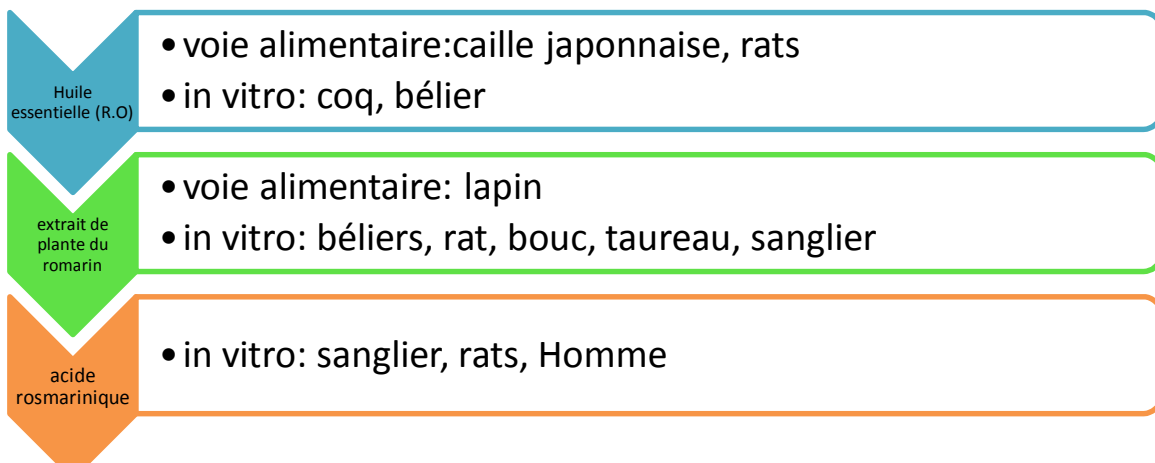 Huile
essentielle (R.O)
•voie alimentaire:caille japonnaise, rats
•in vitro: coq, bélier
extrait de
plante du
romarin
•voie alimentaire: lapin
•in vitro: béliers, rat, bouc, taureau, sanglier
acide
rosmarinique
•in vitro: sanglier, rats, Homme